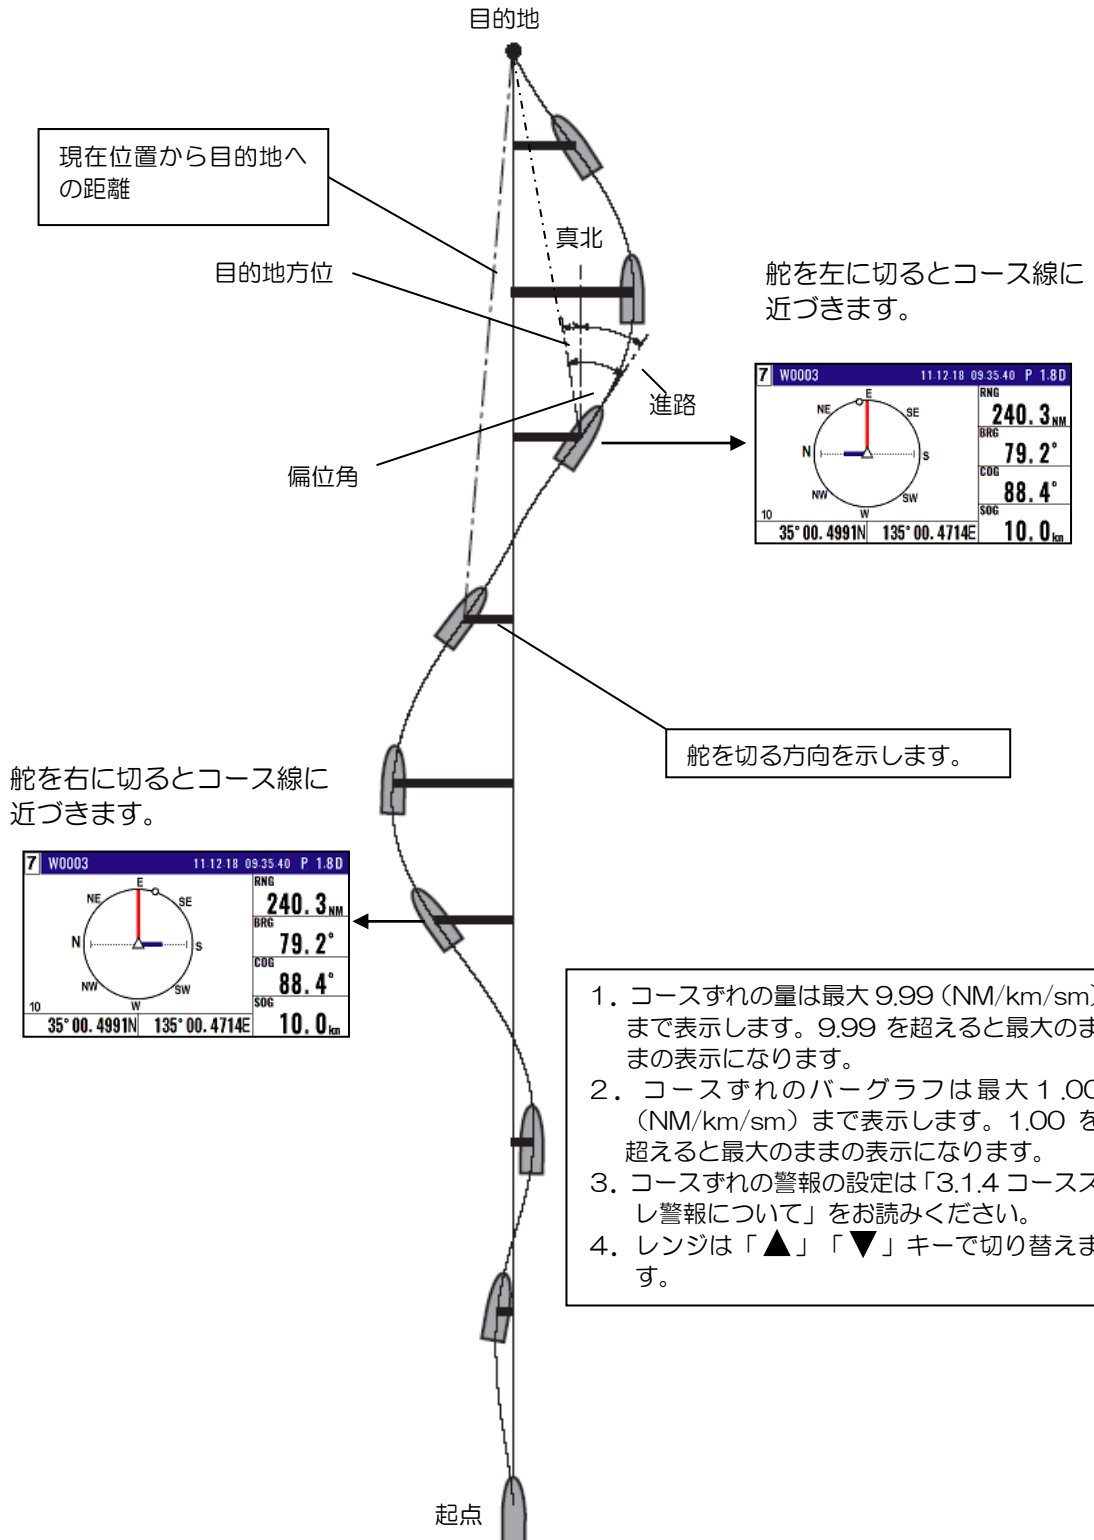 目的地
現在位置から目的地へ
の距離
真北
目的地方位
舵を左に切るとコース線に
近づきます。
進路
偏位角
7 W0003 11-12-18 09:35:40 P 1.8D
E
NE SE
N S
NW SW
W
10
RNG
240.3NM
BRG
79.2°
COG
88.4°
SOG
10.0kn
35°00.4991N 135°00.4714E
舵を切る方向を示します。
舵を右に切るとコース線に
近づきます。
7 W0003 11-12-18 09:35:40 P 1.8D
E
NE SE
N S
NW SW
W
10
RNG
240.3NM
BRG
79.2°
COG
88.4°
SOG
10.0kn
35°00.4991N 135°00.4714E
1. コースずれの量は最大 9.99(NM/km/sm)
まで表示します。9.99 を超えると最大のま
まの表示になります。
2. コースずれのバーグラフは最大1.00
(NM/km/sm)まで表示します。1.00 を
超えると最大のままの表示になります。
3. コースずれの警報の設定は「3.1.4 コースズ
レ警報について」をお読みください。
4. レンジは「▲」「▼」キーで切り替えま
す。
起点